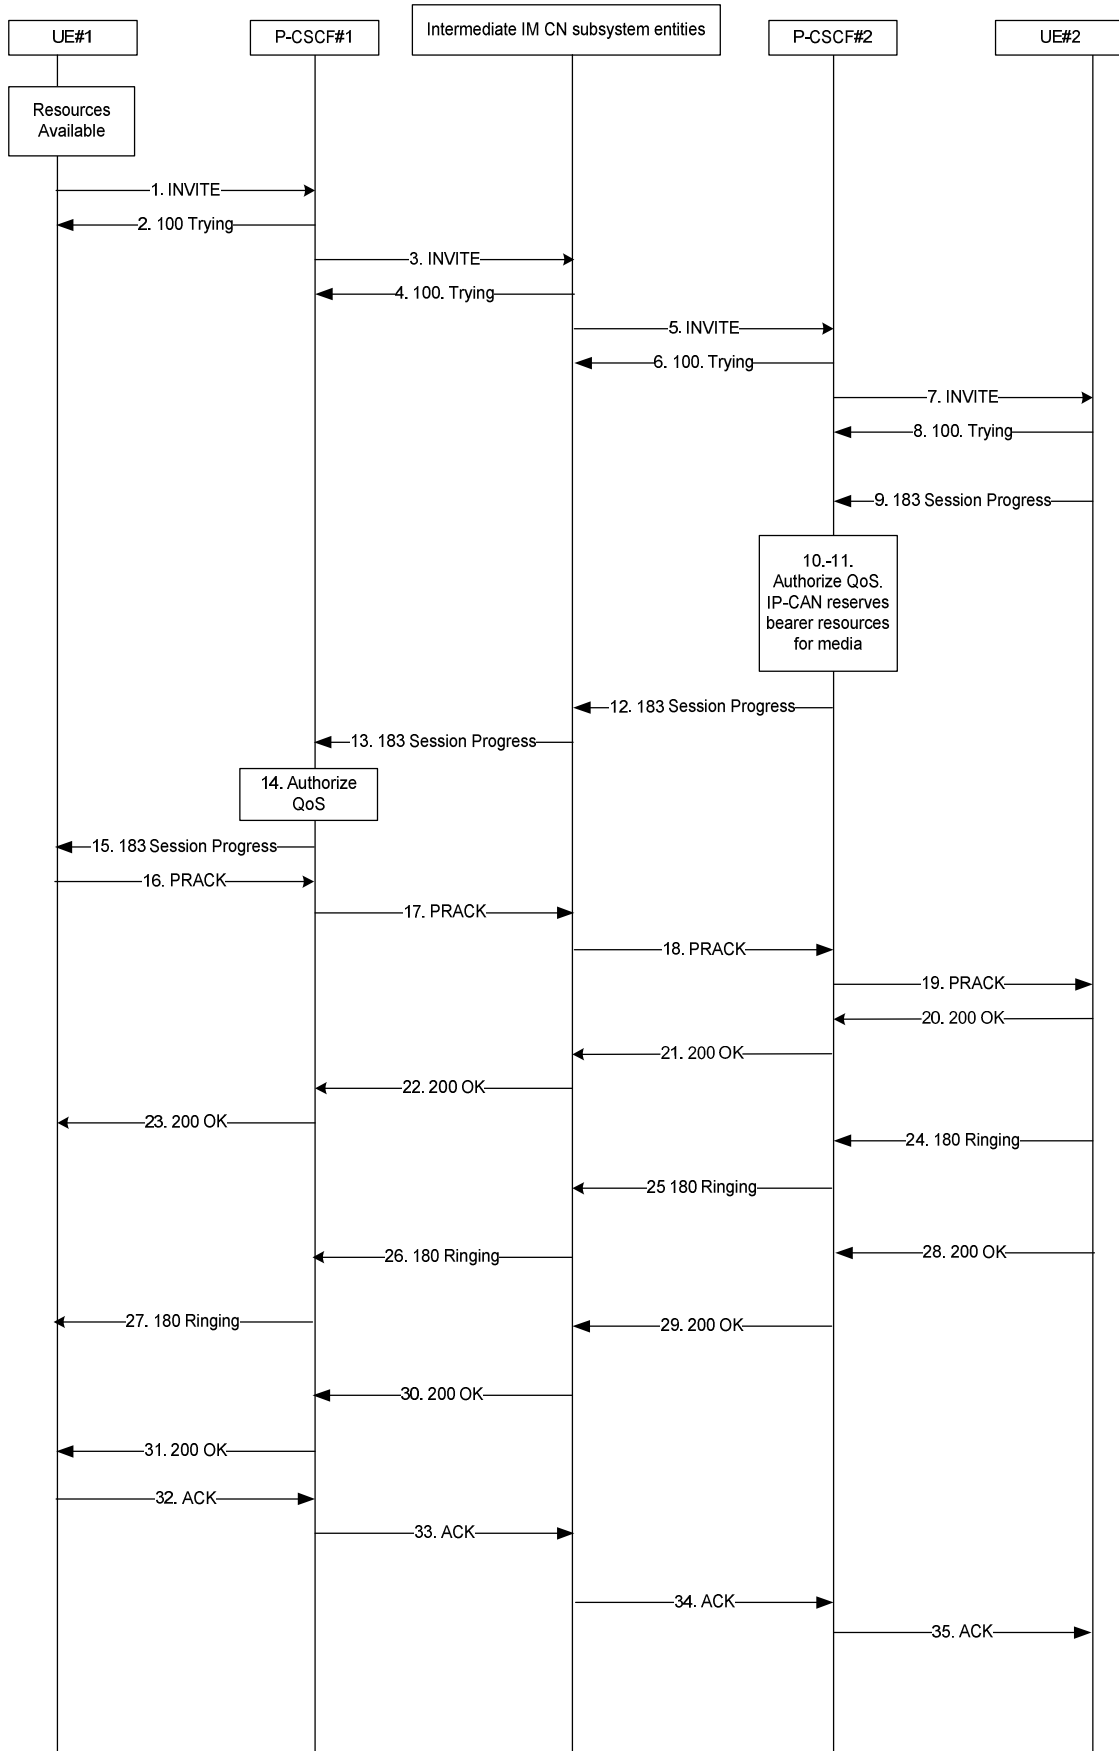 UE#1
P-CSCF#1
Intermediate IM CN subsystem entities
P-CSCF#2
UE#2
Resources
Available
1. INVITE
2. 100 Trying
3. INVITE
4. 100. Trying
5. INVITE
6. 100. Trying
7. INVITE
8. 100. Trying
9. 183 Session Progress
10.-11.
Authorize QoS.
IP-CAN reserves
bearer resources
for media
12. 183 Session Progress
13. 183 Session Progress
14. Authorize
QoS
15. 183 Session Progress
16. PRACK
17. PRACK
18. PRACK
19. PRACK
20. 200 OK
21. 200 OK
22. 200 OK
23. 200 OK
24. 180 Ringing
25 180 Ringing
28. 200 OK
26. 180 Ringing
27. 180 Ringing
29. 200 OK
30. 200 OK
31. 200 OK
32. ACK
33. ACK
34. ACK
35. ACK